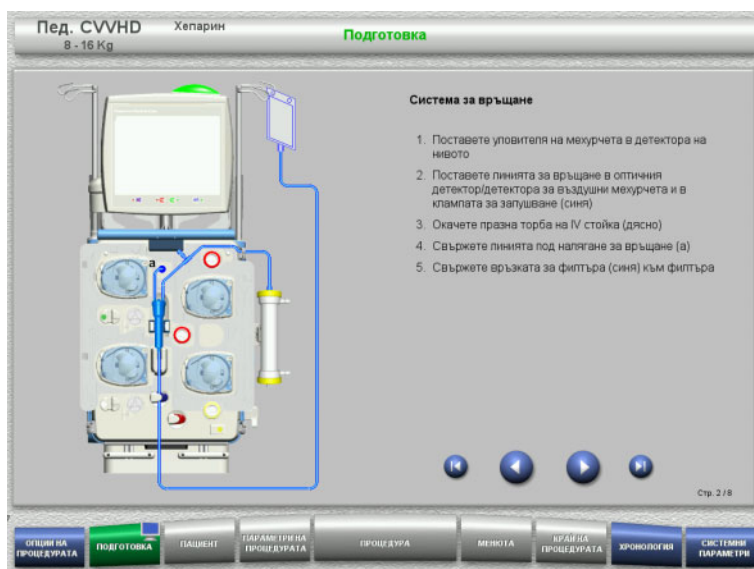 Пед. CVVHD
Хепарин
Подготовка
8 - 16 Kg
Система за връщане
1. Поставете уповителя на мехурчета в детектора на
нивото
2. Поставете линията за връщане в оптичния
детектор/детектора за въздушни мехурчета и в
клампата за запушване (синя)
3. Окачете празна торба на IV стойка (дясно)
4. Свържете линията под налягане за връщане (a)
5. Свържете връзката за филтъра (синя) към филтъра
a
Стр. 2 / 8
ОПЦИИ НА
ПРОЦЕДУРАТА
ПОДГОТОВКА
ПАЦИЕНТ
ПАРАМЕТРИ НА
ПРОЦЕДУРАТА
ПРОЦЕДУРА
МЕНЮТА
КРАЙ НА
ПРОЦЕДУРАТА
ХРОНОЛОГИЯ
СИСТЕМНИ
ПАРАМЕТРИ